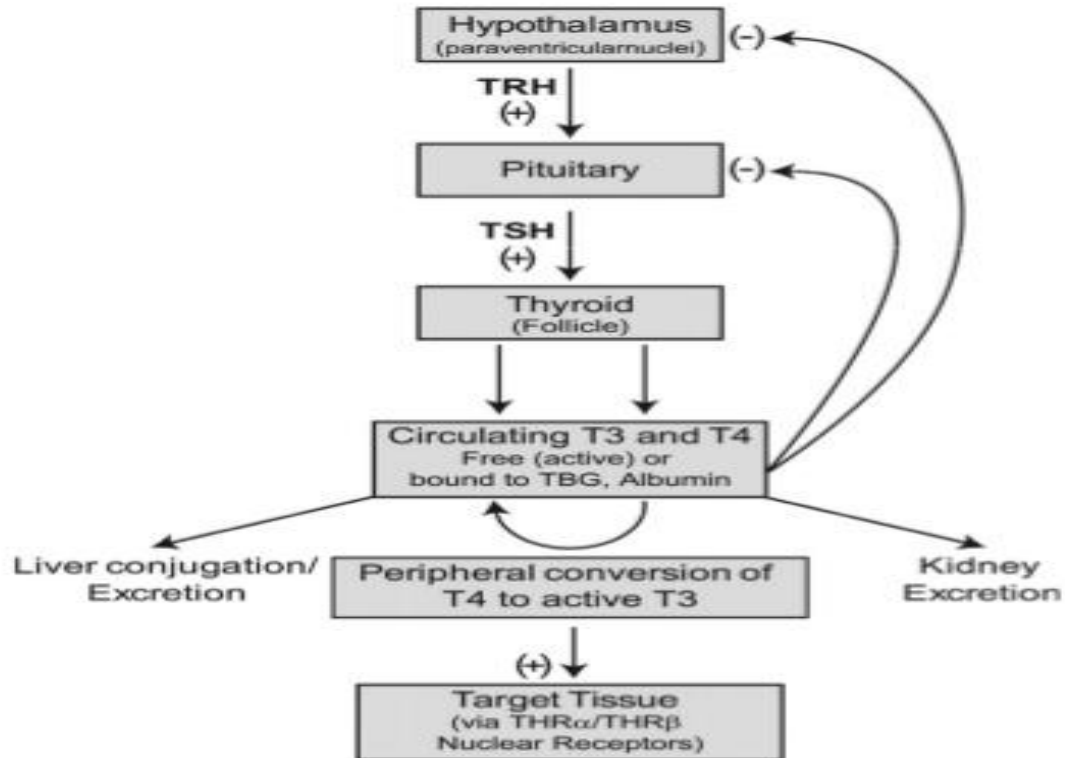 Hypothalamus
(paraventricularnuclei)
(-)
TRH
(+)
Pituitary
(-)
TSH
(+)
Thyroid
(Follicle)
Circulating T3 and T4
Free (active) or
bound to TBG, Albumin
Liver conjugation/
Excretion
Peripheral conversion of
T4 to active T3
Kidney
Excretion
(+)
Target Tissue
(via THRα/THRβ
Nuclear Receptors)